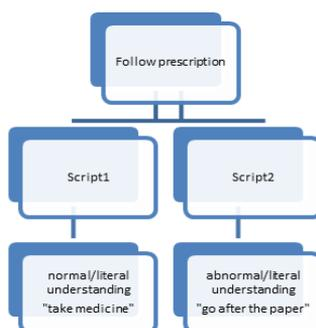 Follow prescription
Script1
Script2
normal/literal
understanding
"take medicine"
abnormal/literal
understanding
"go after the paper"